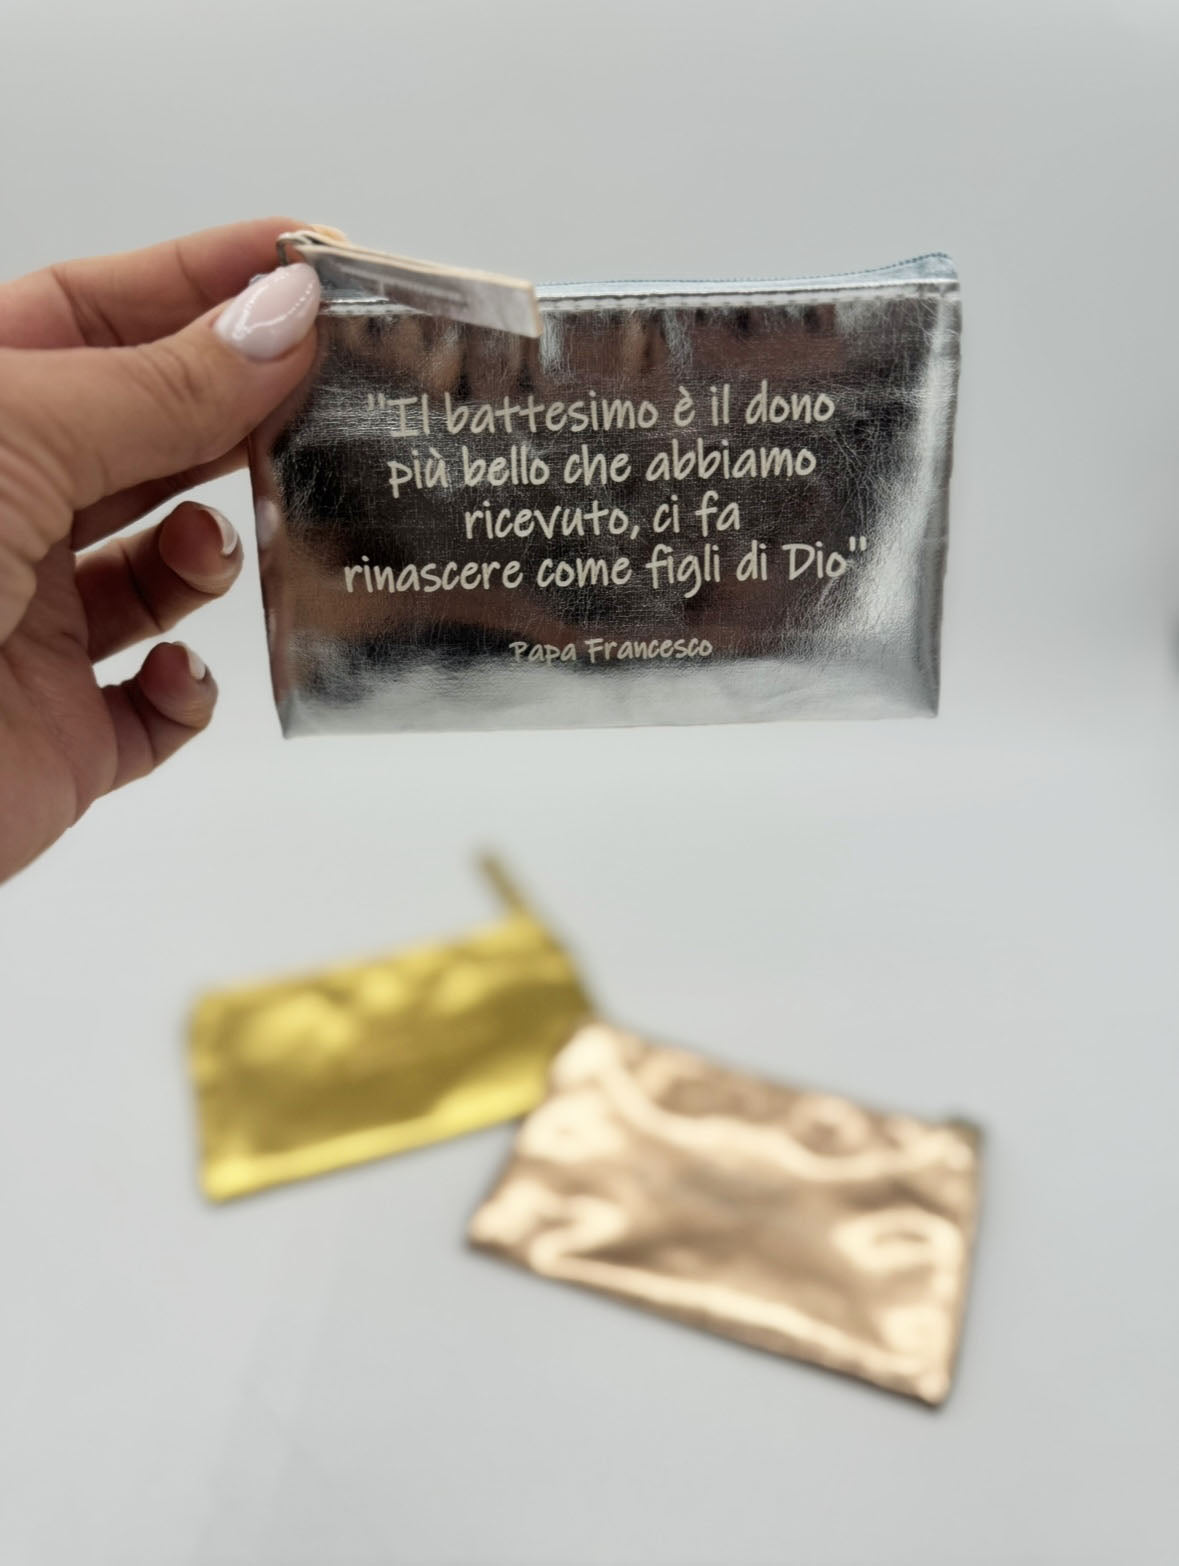 "Il battesimo è il dono
più bello che abbiamo
ricevuto, ci fa
rinascere come figli di Dio"
Papa Francesco